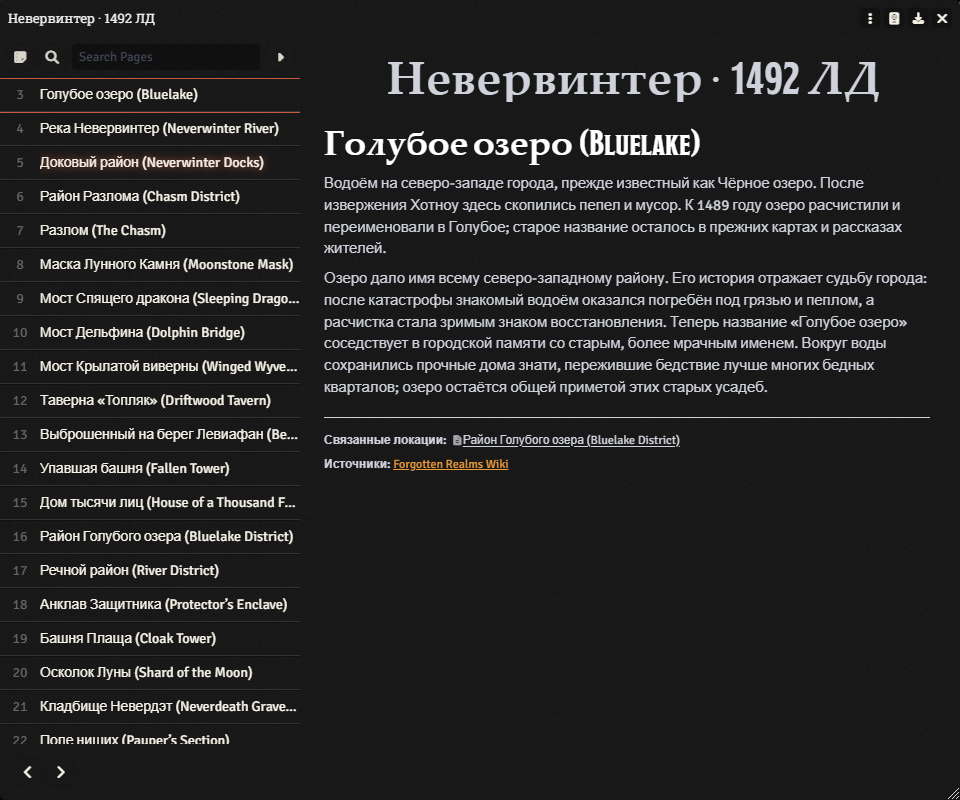 Невервинтер · 1492 ЛД
Search Pages
3 Голубое озеро (Bluelake)
4 Река Невервинтер (Neverwinter River)
5 Доковый район (Neverwinter Docks)
6 Район Разлома (Chasm District)
7 Разлом (The Chasm)
8 Маска Лунного Камня (Moonstone Mask)
9 Мост Спящего дракона (Sleeping Drago...
10 Мост Дельфина (Dolphin Bridge)
11 Мост Крылатой виверны (Winged Wyve...
12 Таверна «Топляк» (Driftwood Tavern)
13 Выброшенный на берег Левиафан (Be...
14 Упавшая башня (Fallen Tower)
15 Дом тысячи лиц (House of a Thousand F...
16 Район Голубого озера (Bluelake District)
17 Речной район (River District)
18 Анклав Защитника (Protector's Enclave)
19 Башня Плаща (Cloak Tower)
20 Осколок Луны (Shard of the Moon)
21 Кладбище Невердэт (Neverdeath Grave...
22 Поле нищих (Pauper's Section)
Невервинтер · 1492 ЛД
Голубое озеро (Bluelake)
Водоём на северо-западе города, прежде известный как Чёрное озеро. После
извержения Хотноу здесь скопились пепел и мусор. К 1489 году озеро расчистили и
переименовали в Голубое; старое название осталось в прежних картах и рассказах
жителей.
Озеро дало имя всему северо-западному району. Его история отражает судьбу города:
после катастрофы знакомый водоём оказался погребён под грязью и пеплом, а
расчистка стала зримым знаком восстановления. Теперь название «Голубое озеро»
соседствует в городской памяти со старым, более мрачным именем. Вокруг воды
сохранились прочные дома знати, пережившие бедствие лучше многих бедных
кварталов; озеро остаётся общей приметой этих старых усадеб.
Связанные локации: Район Голубого озера (Bluelake District)
Источники: Forgotten Realms Wiki